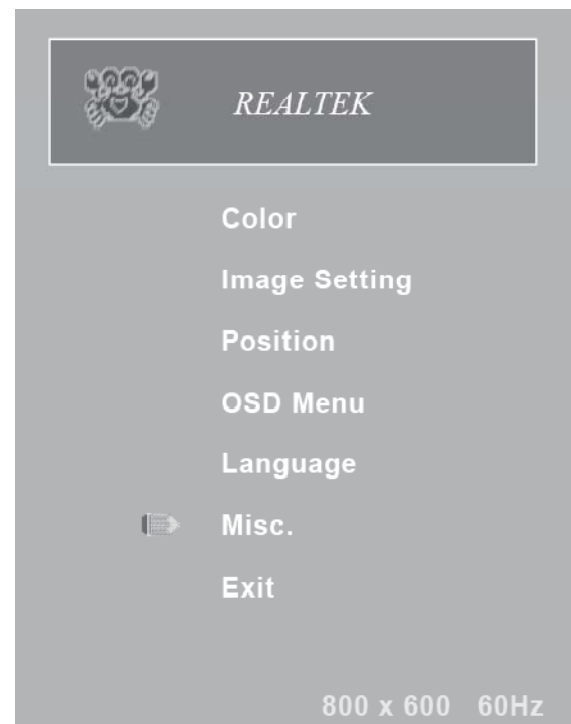 REALTEK
Color
Image Setting
Position
OSD Menu
Language
Misc.
Exit
800 x 600 60Hz